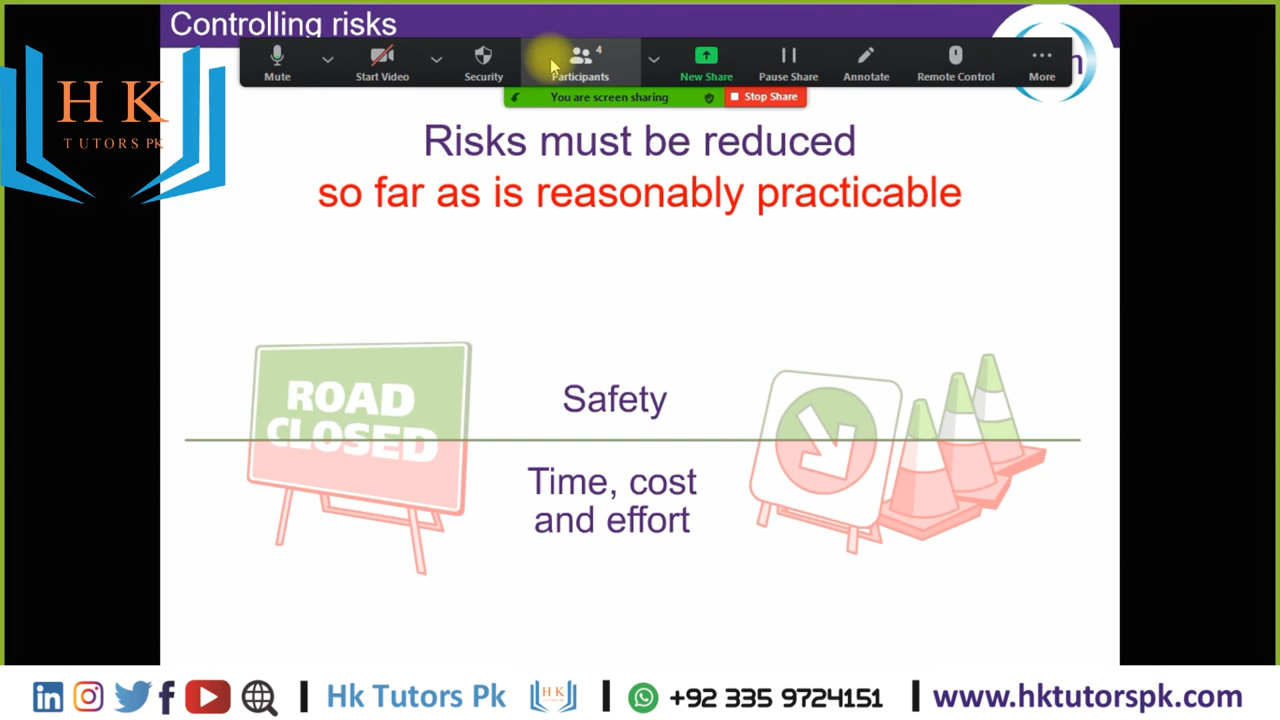 Controlling risks
4
Mute
Start Video
Security
Participants
New Share
Pause Share
Annotate
Remote Control
More
You are screen sharing
Stop Share
H K
TUTORS PK
Risks must be reduced
so far as is reasonably practicable
ROAD
CLOSED
Safety
Time, cost
and effort
in
Hk Tutors Pk
H K
+92 335 9724151
www.hktutorspk.com